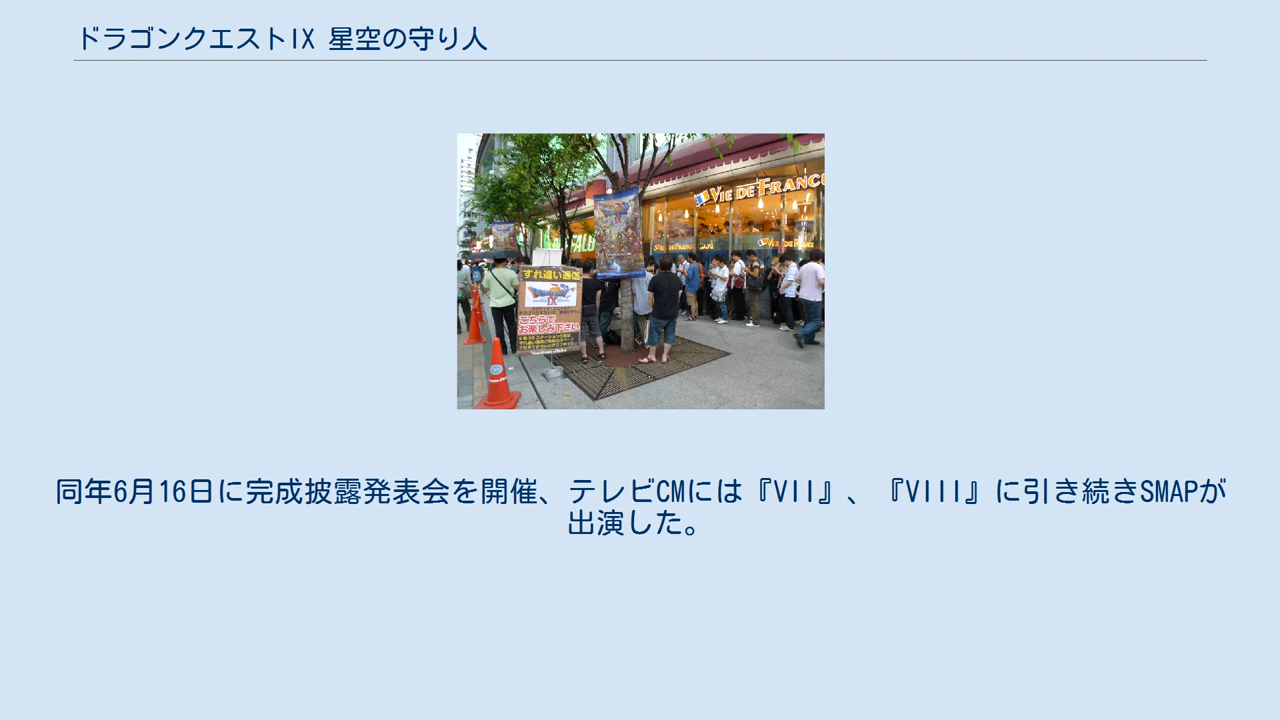 ドラゴンクエストIX 星空の守り人
VIE DE FRANCE
すれ違い通信
IX
こちらで
お楽しみ下さい
同年6月16日に完成披露発表会を開催、テレビCMには『VII』、『VIII』に引き続きSMAPが
出演した。